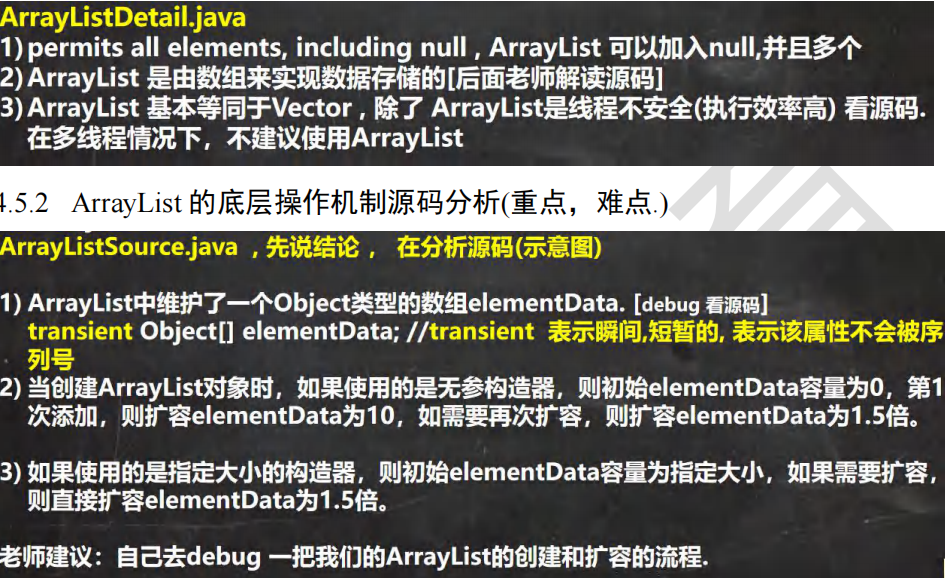 ArrayListDetail.java
1) permits all elements, including null , ArrayList 可以加入null,并且多个
2) ArrayList 是由数组来实现数据存储的[后面老师解读源码]
3) ArrayList 基本等同于Vector , 除了 ArrayList是线程不安全(执行效率高) 看源码.
在多线程情况下，不建议使用ArrayList
4.5.2 ArrayList 的底层操作机制源码分析(重点，难点.)
ArrayListSource.java ，先说结论， 在分析源码(示意图)
1) ArrayList中维护了一个Object类型的数组elementData. [debug 看源码]
transient Object[] elementData; //transient 表示瞬间,短暂的, 表示该属性不会被序
列号
2) 当创建ArrayList对象时，如果使用的是无参构造器，则初始elementData容量为0，第1
次添加，则扩容elementData为10，如需要再次扩容，则扩容elementData为1.5倍。
3) 如果使用的是指定大小的构造器，则初始elementData容量为指定大小，如果需要扩容，
则直接扩容elementData为1.5倍。
老师建议：自己去debug 一把我们的ArrayList的创建和扩容的流程.